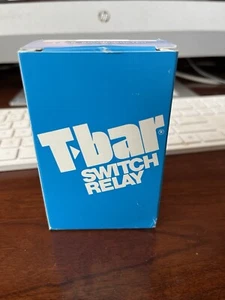 T-bar®
SWITCH
RELAY
hp